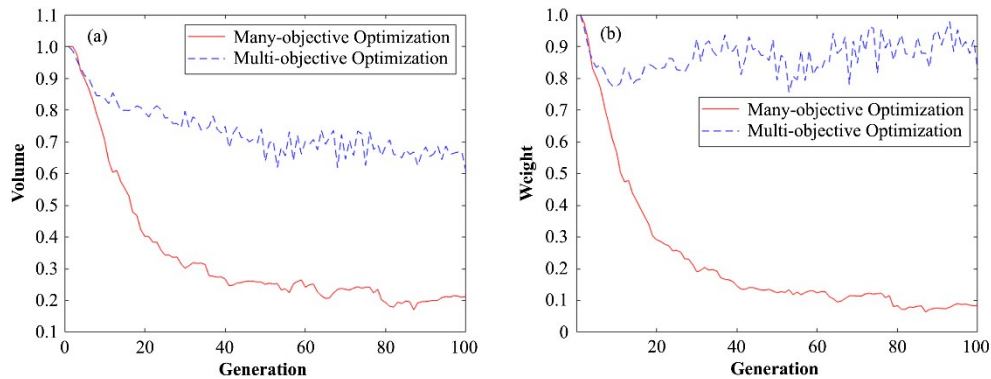 (a)
Many-objective Optimization
Multi-objective Optimization
1.1
1.0
0.9
0.8
0.7
0.6
0.5
0.4
0.3
0.2
0.1
Volume
0 20 40 60 80 100
Generation
(b)
Many-objective Optimization
Multi-objective Optimization
1.0
0.9
0.8
0.7
0.6
0.5
0.4
0.3
0.2
0.1
0
Weight
20 40 60 80 100
Generation